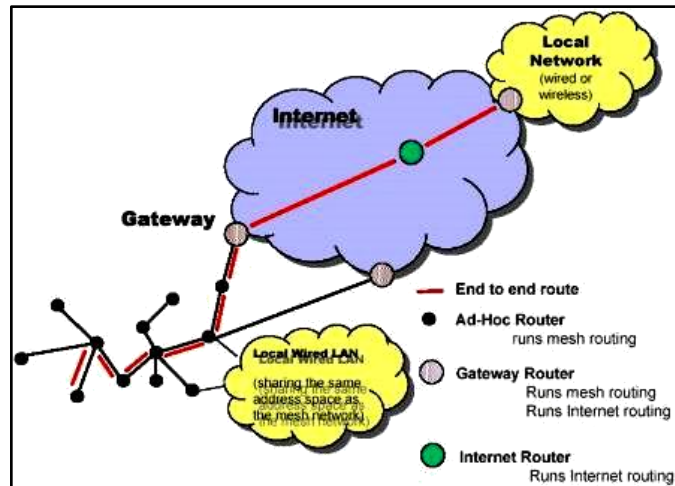 Local
Network
(wired or
wireless)
Internet
Gateway
End to end route
Ad-Hoc Router
runs mesh routing
Local Wired LAN
(sharing the same
address space as
the mesh network)
Gateway Router
Runs mesh routing
Runs Internet routing
Internet Router
Runs Internet routing